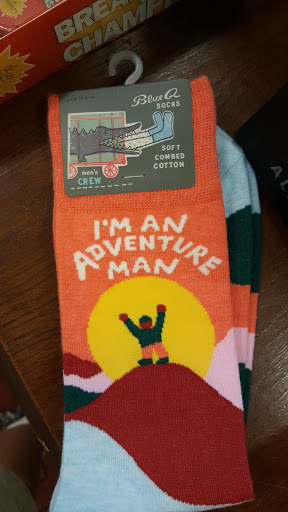 BREA
CHAMP
Blue Q
SOCKS
SOFT
COMBED
COTTON
men's
CREW
I'M AN
ADVENTURE
MAN